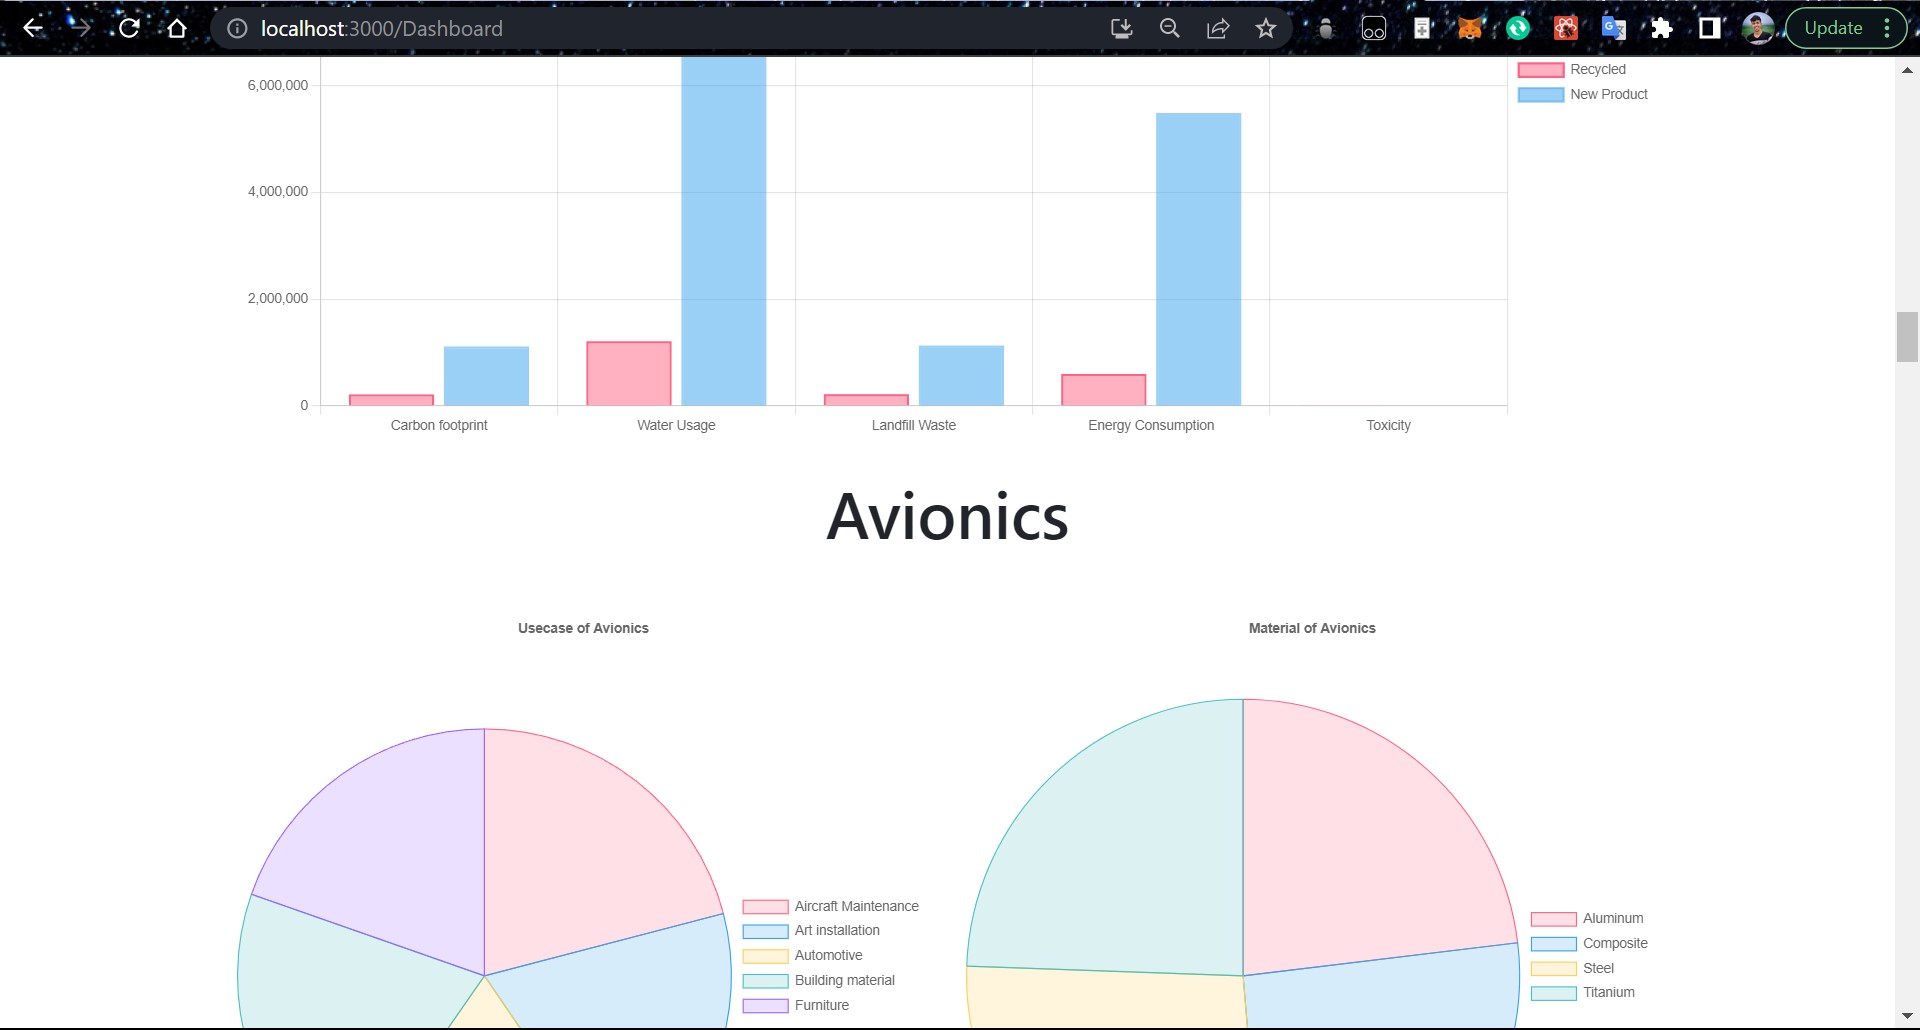 localhost:3000/Dashboard
Update
6,000,000
4,000,000
2,000,000
0
Recycled
New Product
Carbon footprint
Water Usage
Landfill Waste
Energy Consumption
Toxicity
Avionics
Usecase of Avionics
Aircraft Maintenance
Art installation
Automotive
Building material
Furniture
Material of Avionics
Aluminum
Composite
Steel
Titanium